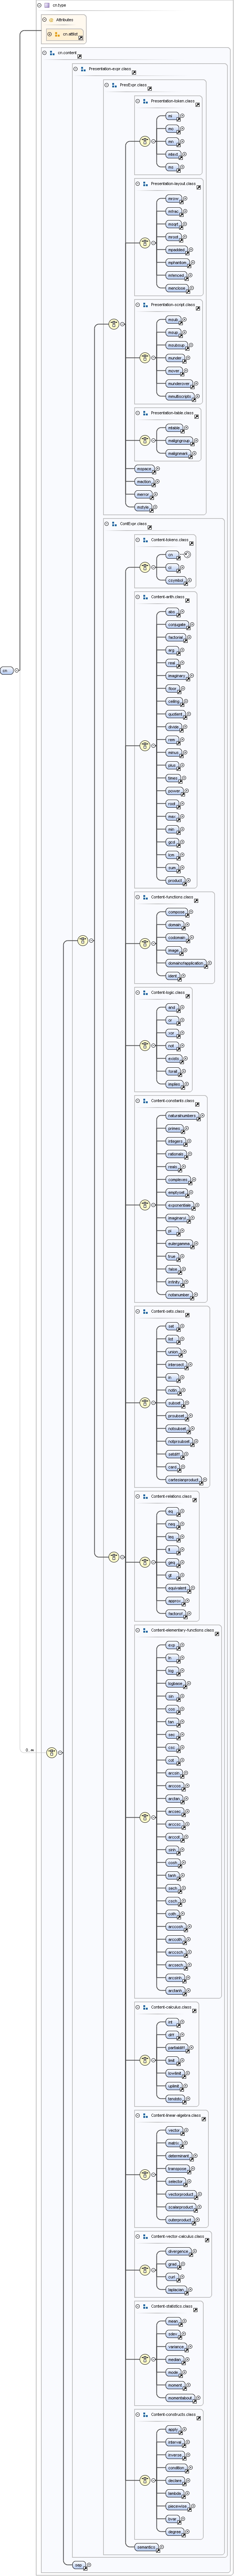 cn.type
Attributes
cn.attlist
cn.content
Presentation-expr.class
PresExpr.class
Presentation-token.class
mi
mo
mn
mtext
ms
Presentation-layout.class
mrow
mfrac
msqrt
mroot
mpadded
mphantom
mfenced
menclose
Presentation-script.class
msub
msup
msubsup
munder
mover
munderover
mmultiscripts
Presentation-table.class
mtable
maligngroup
malignmark
mspace
maction
merror
mstyle
ContExpr.class
Content-tokens.class
cn
ci
csymbol
Content-arith.class
abs
conjugate
factorial
arg
real
imaginary
floor
ceiling
quotient
divide
rem
minus
plus
times
power
root
max
min
gcd
lcm
sum
product
cn
Content-functions.class
compose
domain
codomain
image
domainofapplication
ident
Content-logic.class
and
or
xor
not
exists
forall
implies
Content-constants.class
naturalnumbers
primes
integers
rationals
reals
complexes
emptyset
exponentiale
imaginaryi
pi
eulergamma
true
false
infinity
notanumber
Content-sets.class
set
list
union
intersect
in
notin
subset
prsubset
notsubset
notprsubset
setdiff
card
cartesianproduct
Content-relations.class
eq
neq
leq
lt
geq
gt
equivalent
approx
factorof
Content-elementary-functions.class
exp
ln
log
logbase
sin
cos
tan
sec
csc
cot
arcsin
arccos
arctan
arcsec
arccsc
arccot
sinh
cosh
tanh
sech
csch
coth
arccosh
arccoth
arccsch
arcsech
arcsinh
arctanh
0..∞
Content-calculus.class
int
diff
partialdiff
limit
lowlimit
uplimit
tendsto
Content-linear-algebra.class
vector
matrix
determinant
transpose
selector
vectorproduct
scalarproduct
outerproduct
Content-vector-calculus.class
divergence
grad
curl
laplacian
Content-statistics.class
mean
sdev
variance
median
mode
moment
momentabout
Content-constructs.class
apply
interval
inverse
condition
declare
lambda
piecewise
bvar
degree
semantics
sep